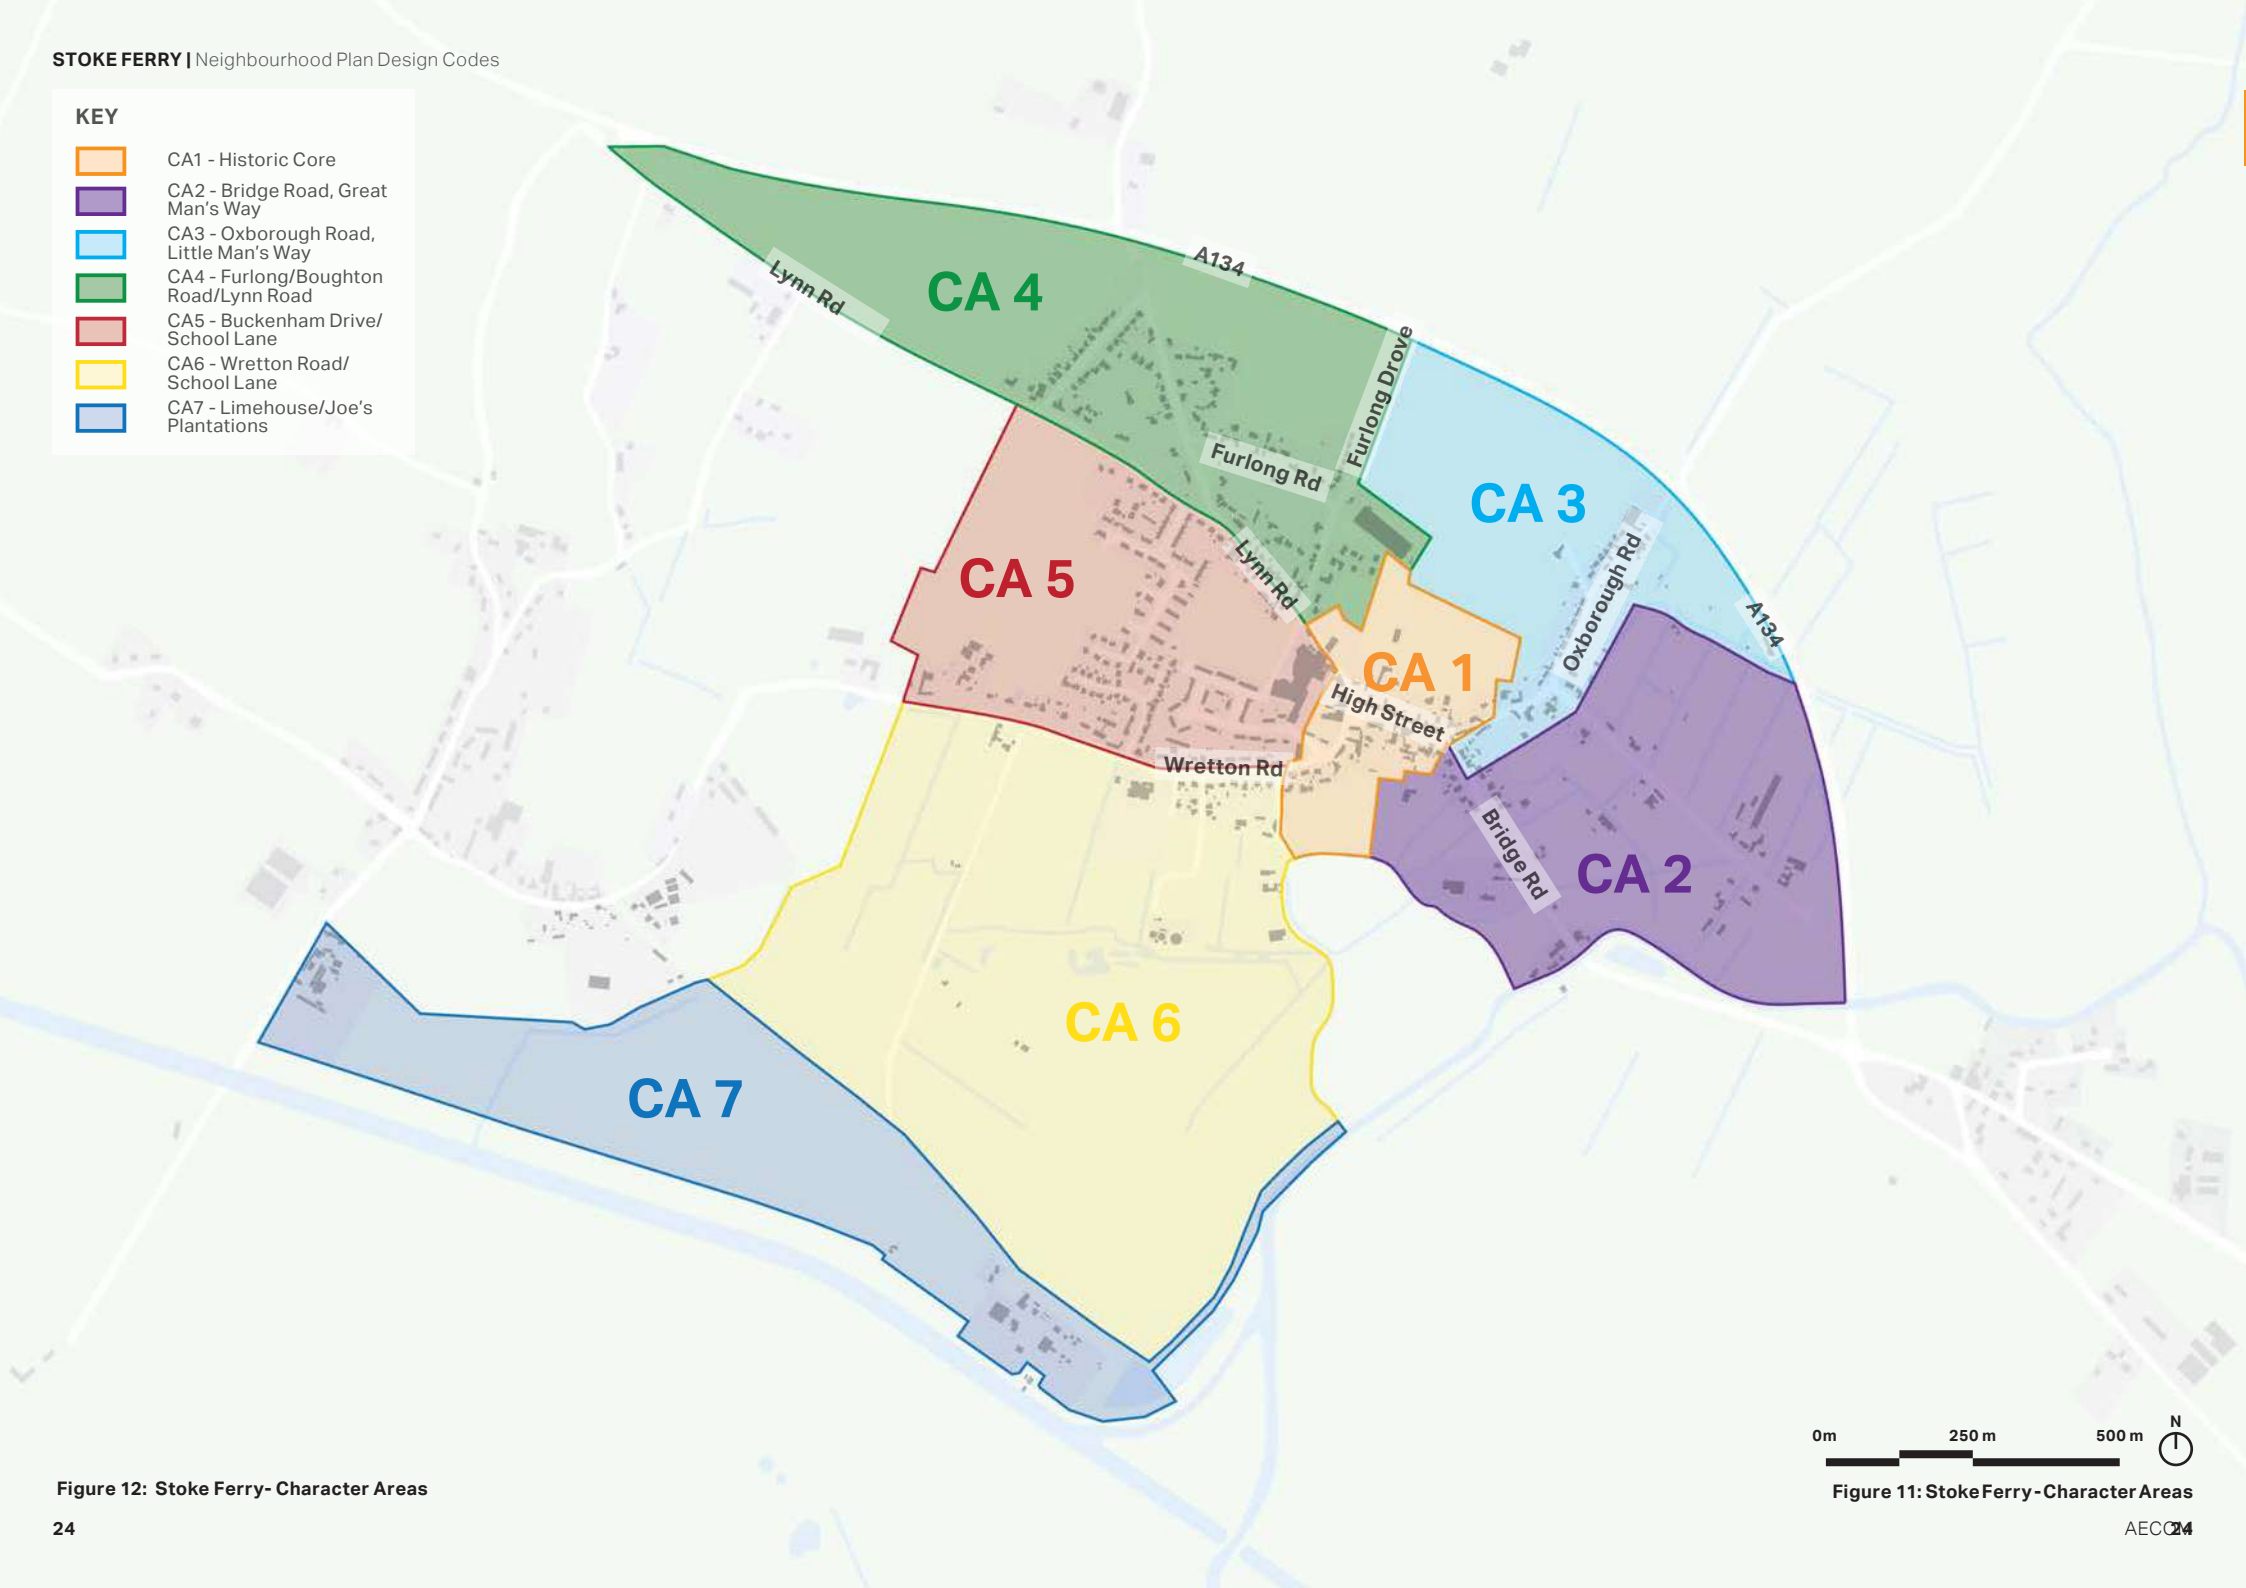 STOKE FERRY | Neighbourhood Plan Design Codes
KEY
CA1 - Historic Core
CA2 - Bridge Road, Great
Man's Way
CA3 - Oxborough Road,
Little Man's Way
CA4 - Furlong/Boughton
Road/Lynn Road
CA5 - Buckenham Drive/
School Lane
CA6 - Wretton Road/
School Lane
CA7 - Limehouse/Joe's
Plantations
A134
Lynn Rd
CA 4
Furlong Drove
Furlong Rd
CA 3
Lynn Rd
CA 5
Oxborough Rd
A134
CA 1
High Street
Wretton Rd
Bridge Rd
CA 2
CA 6
CA 7
0m 250 m 500 m
N
Figure 12: Stoke Ferry- Character Areas
Figure 11: Stoke Ferry - Character Areas
24
AECOM
24